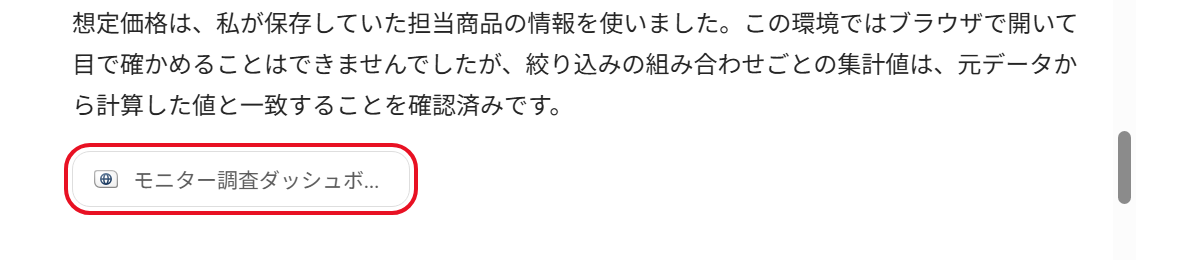 想定価格は、私が保存していた担当商品の情報を使いました。この環境ではブラウザで開いて
目で確かめることはできませんでしたが、絞り込みの組み合わせごとの集計値は、元データか
ら計算した値と一致することを確認済みです。
モニター調査ダッシュボ...